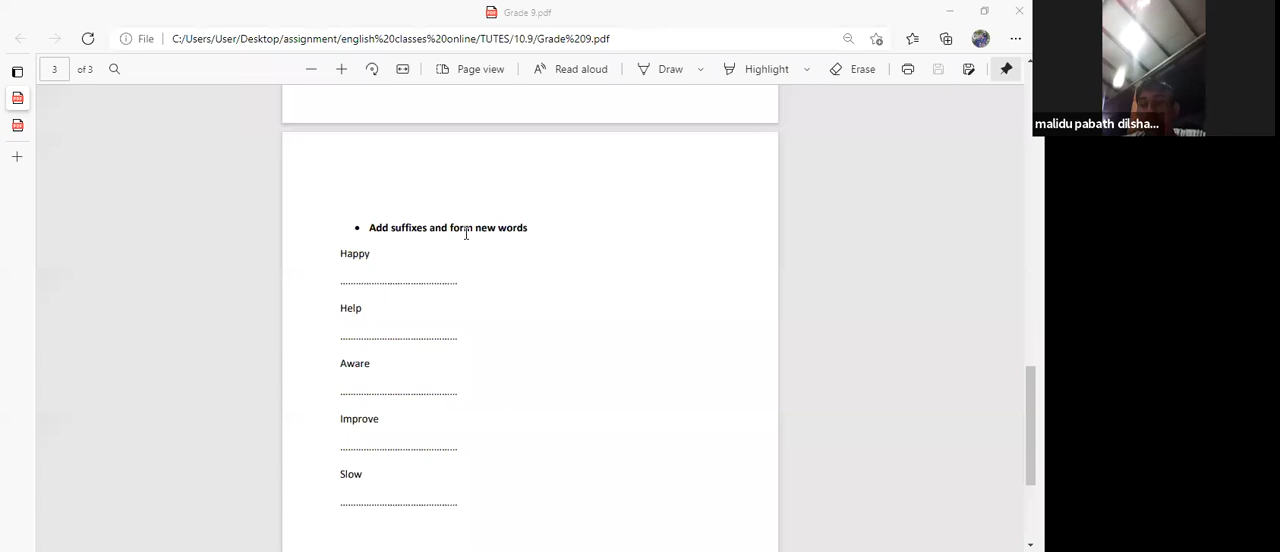 Grade 9.pdf
File C:/Users/User/Desktop/assignment/english%20classes%20online/TUTES/10.9/Grade%209.pdf
3 of 3 Page view Read aloud Draw Highlight Erase
malidu pabath dilsha...
• Add suffixes and form new words
Happy
.............................................
Help
.............................................
Aware
.............................................
Improve
.............................................
Slow
.............................................